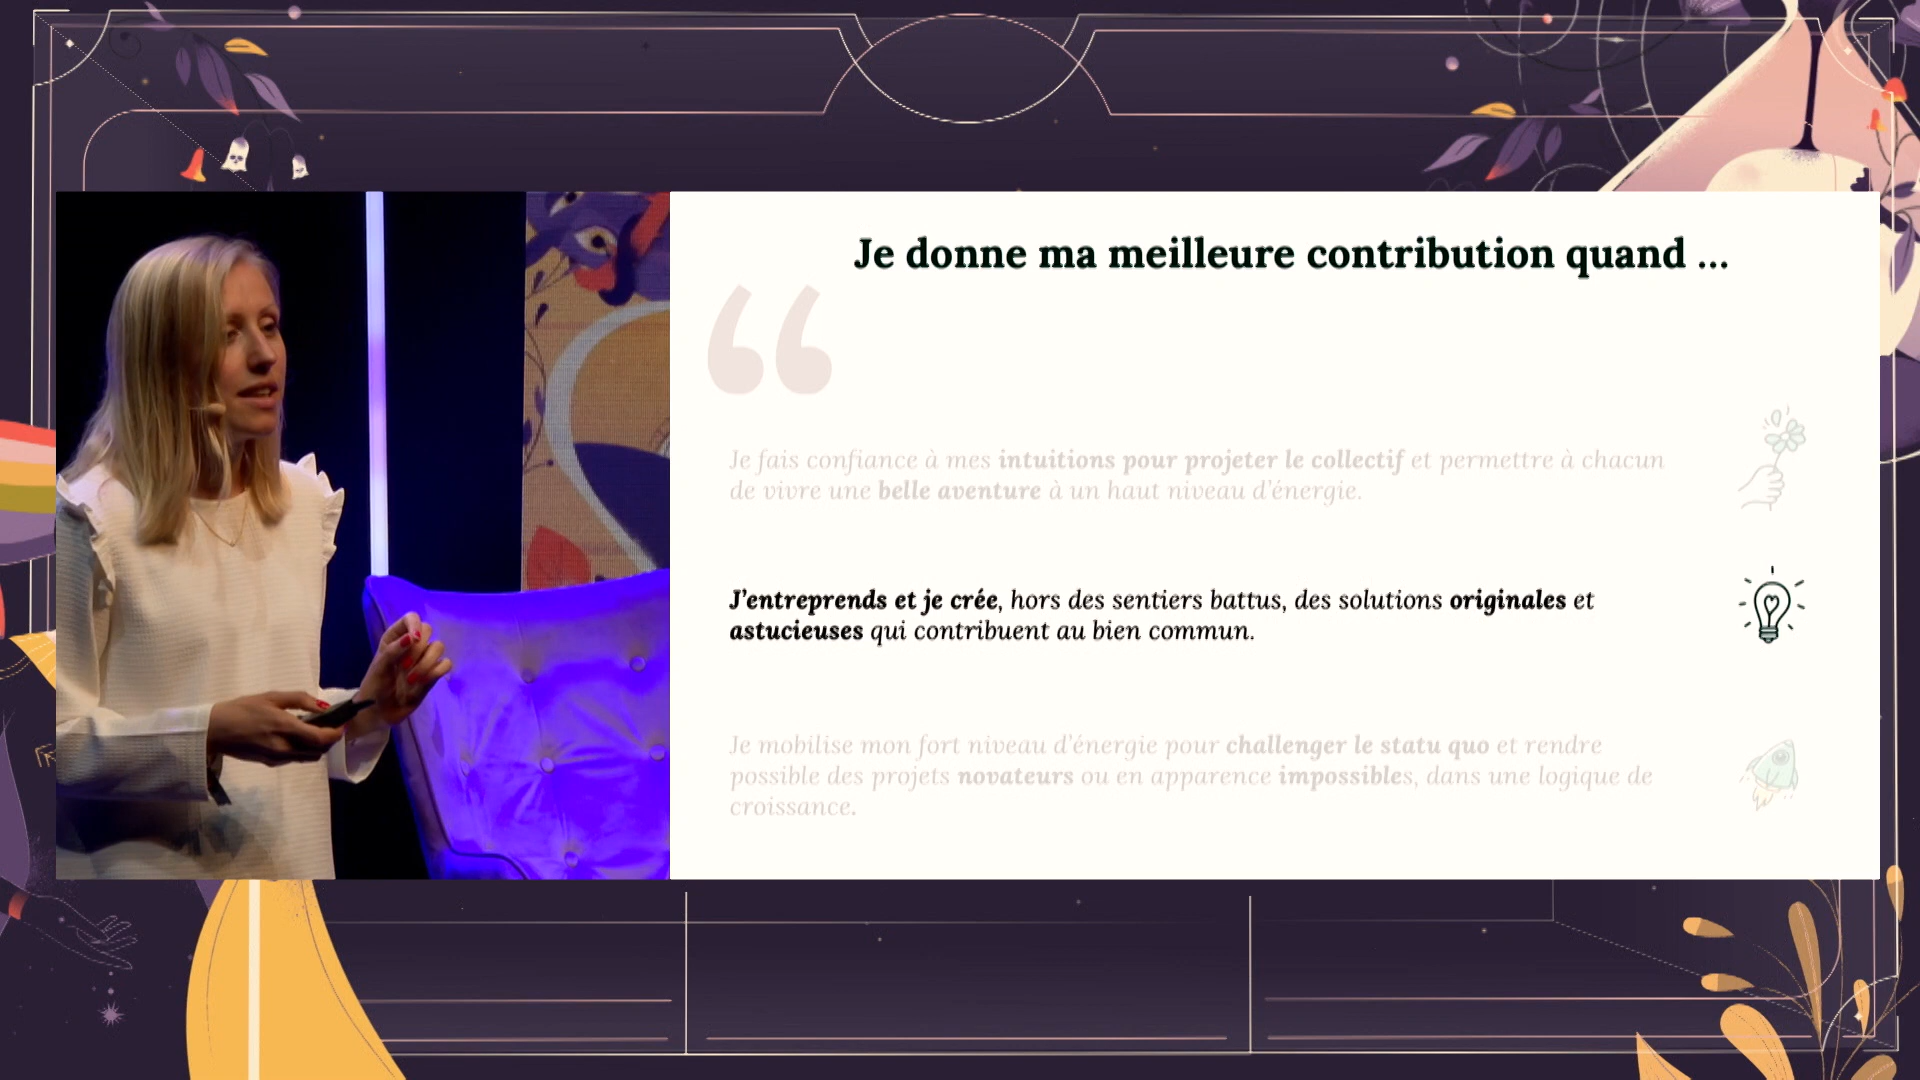 Je donne ma meilleure contribution quand ...
Je fais confiance à mes intuitions pour projeter le collectif et permettre à chacun
de vivre une belle aventure à un haut niveau d’énergie.
J’entreprends et je crée, hors des sentiers battus, des solutions originales et
astucieuses qui contribuent au bien commun.
Je mobilise mon fort niveau d’énergie pour challenger le statu quo et rendre
possible des projets novateurs ou en apparence impossibles, dans une logique de
croissance.